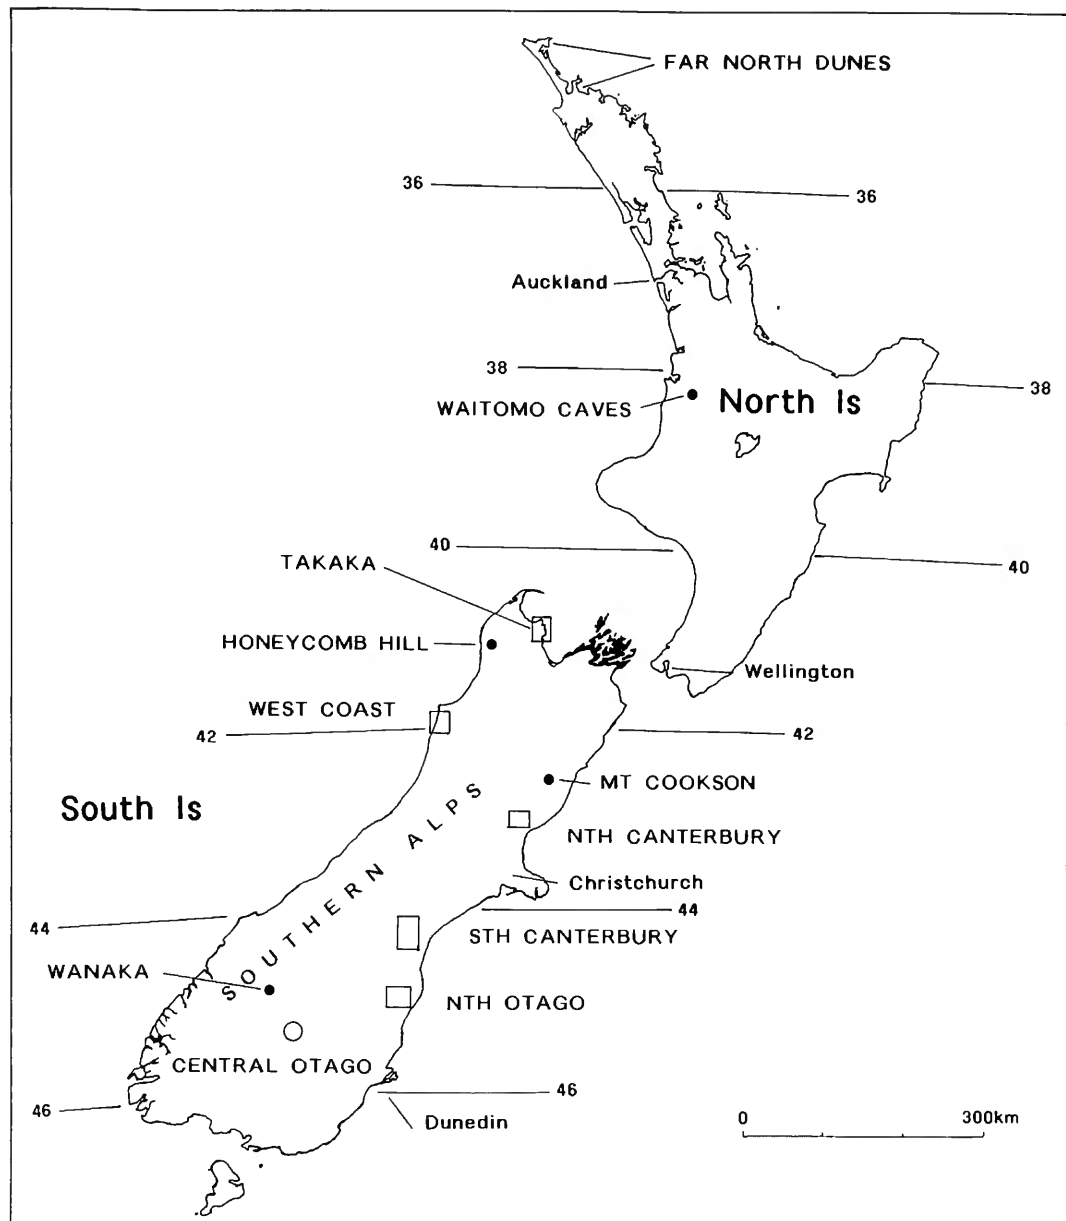 FAR NORTH DUNES
36
36
Auckland
38
38
WAITOMO CAVES
North Is
40
40
TAKAKA
HONEYCOMB HILL
Wellington
WEST COAST
42
42
MT COOKSON
South Is
NTH CANTERBURY
SOUTHERN ALPS
Christchurch
44
44
STH CANTERBURY
WANAKA
NTH OTAGO
CENTRAL OTAGO
46
46
Dunedin
0 300km